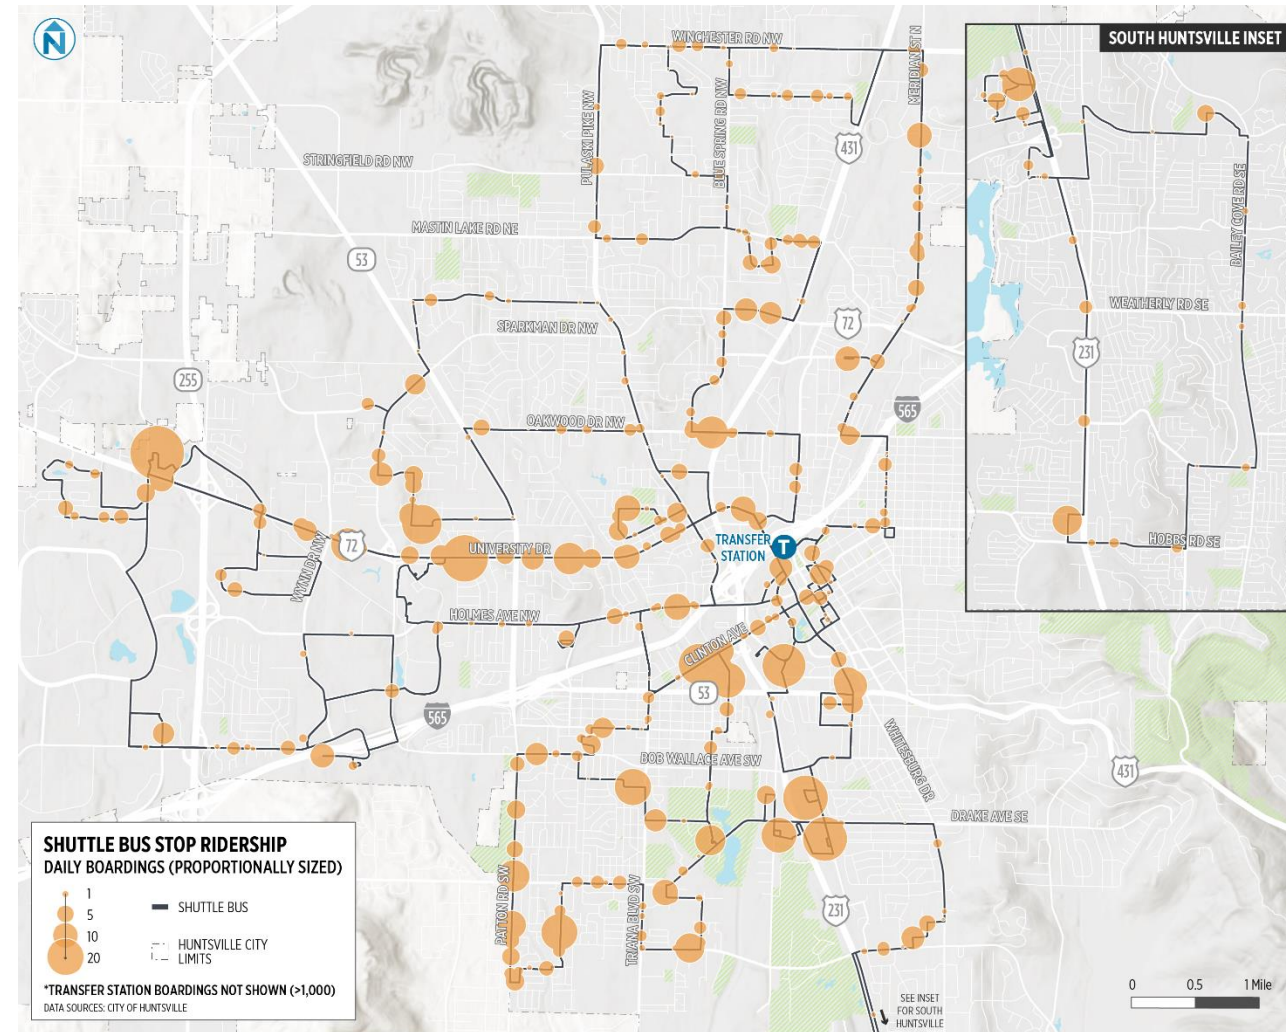 N
WINCHESTER RD NW
MERIDIAN ST N
SOUTH HUNTSVILLE INSET
PULASKI PIKE NW
BLUE SPRING RD NW
431
STRINGFIELD RD NW
MASTIN LAKE RD NE
53
BAILEY COVE RD SE
SPARKMAN DR NW
72
WEATHERLY RD SE
231
255
OAKWOOD DR NW
565
UNIVERSITY DR
72
WYNN DR NW
TRANSFER
STATION
T
HOBBS RD SE
HOLMES AVE NW
CLINTON AVE
53
565
BOB WALLACE AVE SW
WHITESBURG DR
431
DRAKE AVE SE
PATTON RD SW
TRIANA BLVD SW
231
SHUTTLE BUS STOP RIDERSHIP
DAILY BOARDINGS (PROPORTIONALLY SIZED)
1
5
10
20
SHUTTLE BUS
HUNTSVILLE CITY
LIMITS
*TRANSFER STATION BOARDINGS NOT SHOWN (>1,000)
DATA SOURCES: CITY OF HUNTSVILLE
SEE INSET
FOR SOUTH
HUNTSVILLE
0 0.5 1 Mile